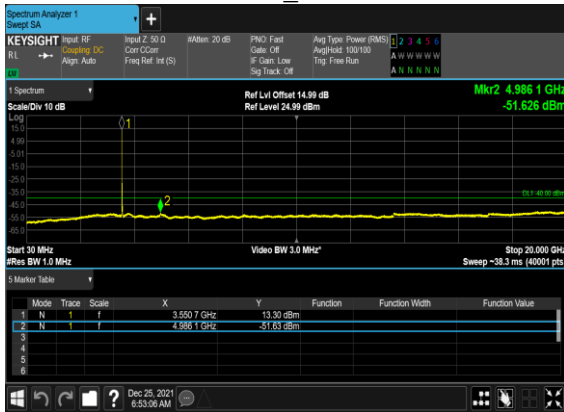 Spectrum Analyzer 1
Swept SA
KEYSIGHT Input: RF Input Z: 50 Ω #Atten: 20 dB PNO: Fast Avg Type: Power (RMS) 1 2 3 4 5 6
RL Coupling: DC Corr CCorr Gate: Off Avg|Hold: 100/100 A W W W W W
Align: Auto Freq Ref: Int (S) IF Gain: Low Trig: Free Run
LW Sig Track: Off A N N N N N
1 Spectrum Ref Lvl Offset 14.99 dB Mkr2 4.986 1 GHz
Scale/Div 10 dB Ref Level 24.99 dBm -51.626 dBm
Log
15.0 1
4.99
-5.01
-15.0
-25.0
-35.0 DL1 -40.00 dBm
-45.0 2
-55.0
-65.0
Start 30 MHz Video BW 3.0 MHz* Stop 20.000 GHz
#Res BW 1.0 MHz Sweep ~38.3 ms (40001 pts)
5 Marker Table
Mode Trace Scale X Y Function Function Width Function Value
1 N 1 f 3.550 7 GHz 13.30 dBm
2 N 1 f 4.986 1 GHz -51.63 dBm
3
4
5
6
? Dec 25, 2021
6:53:06 AM